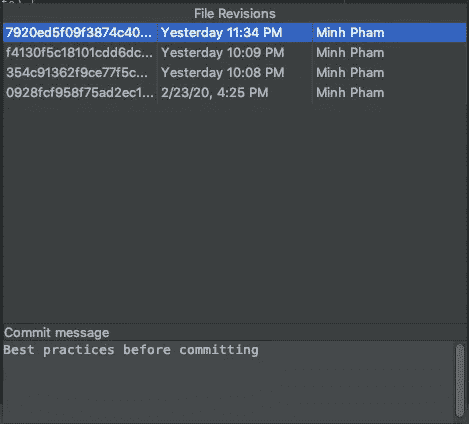 File Revisions
7920ed5f09f3874c40... Yesterday 11:34 PM Minh Pham
f4130f5c18101cdd6dc... Yesterday 10:09 PM Minh Pham
354c91362f9ce77f5c... Yesterday 10:08 PM Minh Pham
0928fcf958f75ad2ec1... 2/23/20, 4:25 PM Minh Pham
Commit message
Best practices before committing